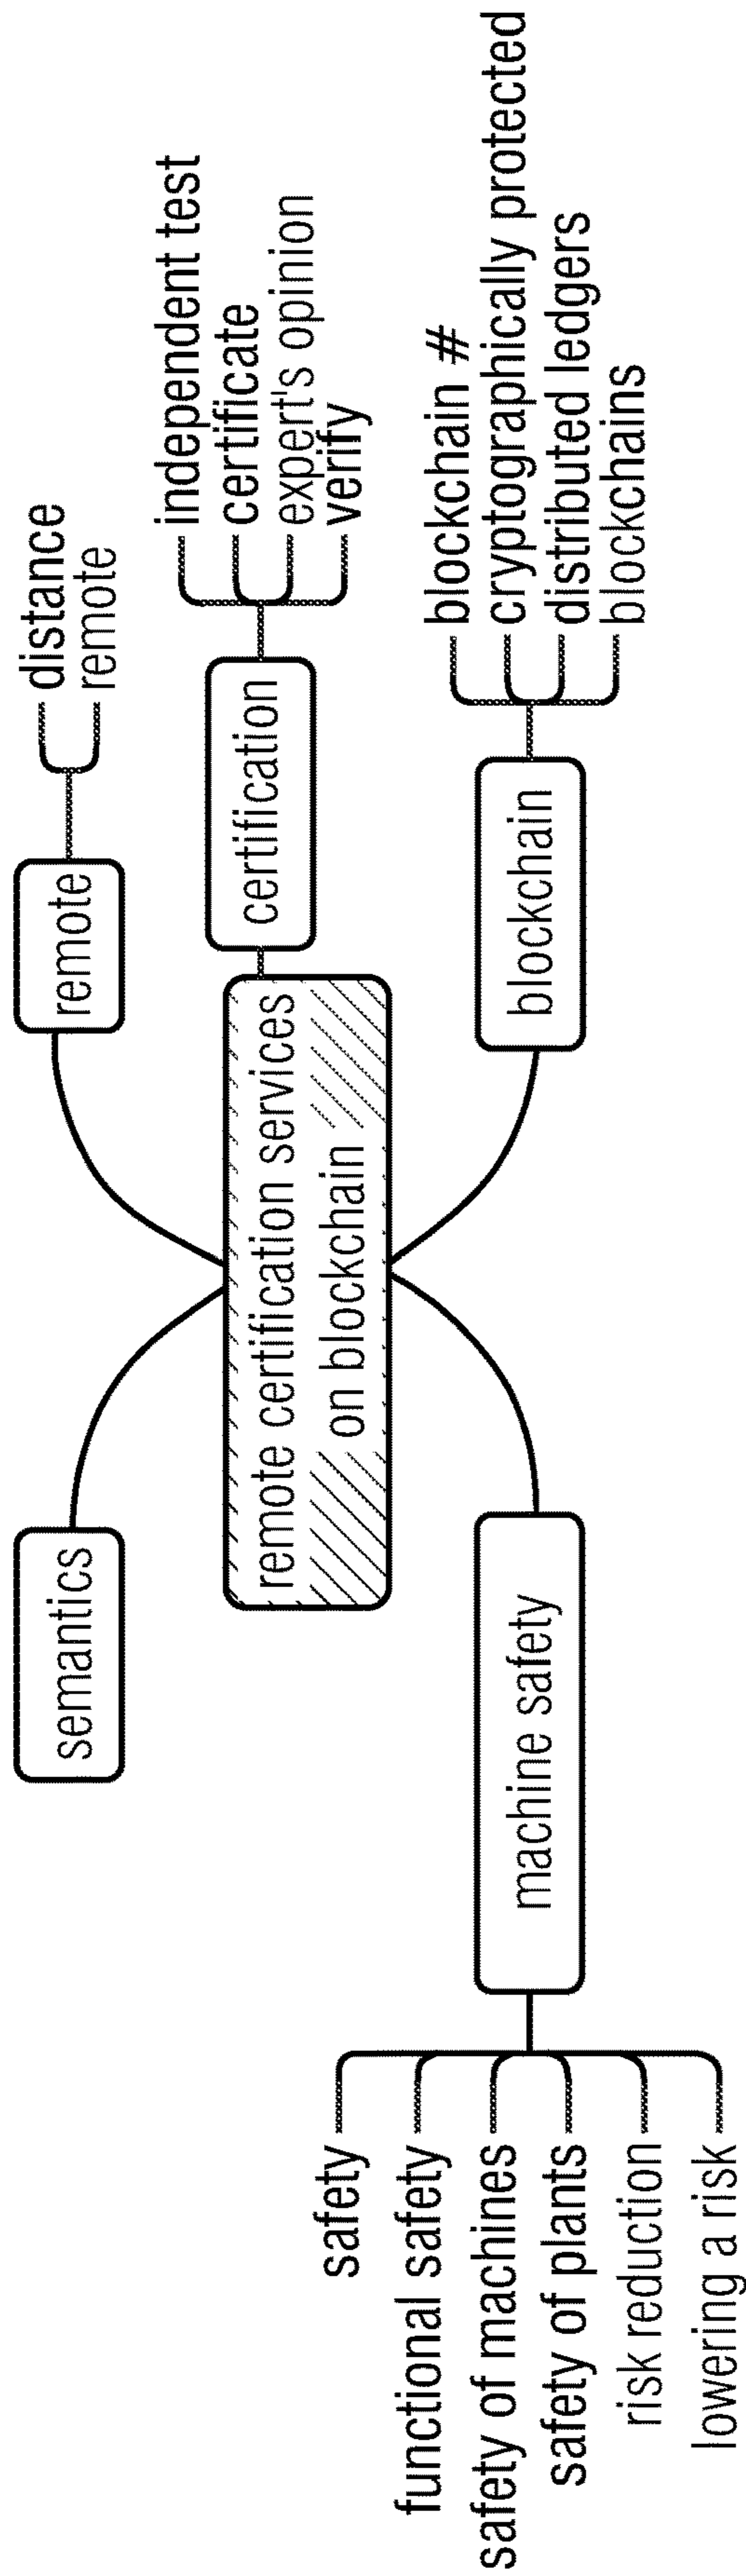 semantics
remote
distance
remote
remote certification services
on blockchain
certification
independent test
certificate
expert's opinion
verify
machine safety
safety
functional safety
safety of machines
safety of plants
risk reduction
lowering a risk
blockchain
blockchain #
cryptographically protected
distributed ledgers
blockchains